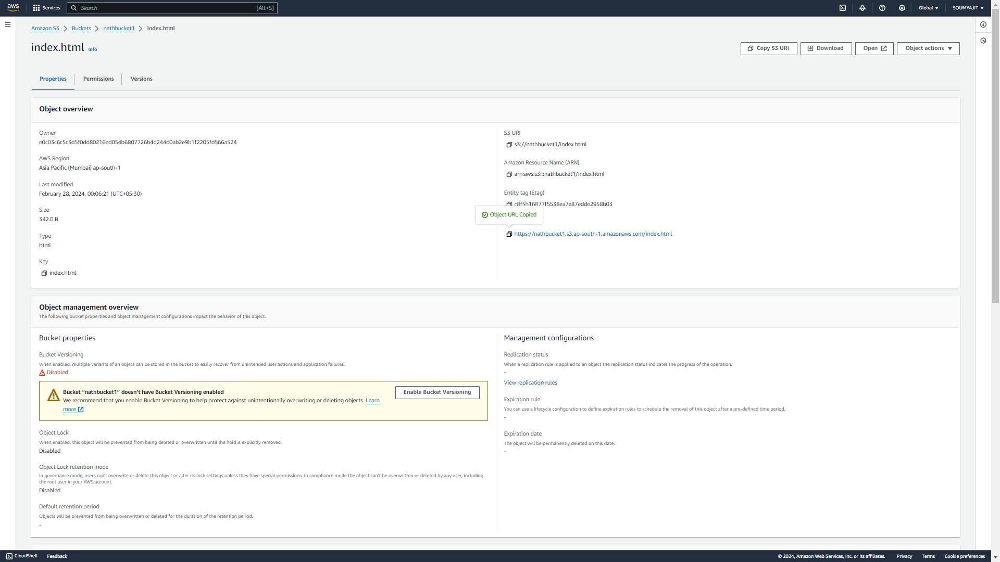 aws Services Search [Alt+S] Global SOUMYAJIT
Amazon S3 Buckets nathbucket1 index.html
index.html Info
Copy S3 URI Download Open Object actions
Properties Permissions Versions
Object overview
Owner
e0c03c6c5c3d5f0dd80216ed054b6807726b4d244d0ab2e9b1f2205fd566a524
AWS Region
Asia Pacific (Mumbai) ap-south-1
Last modified
February 28, 2024, 00:06:21 (UTC+05:30)
Size
342.0 B
Type
html
Key
index.html
S3 URI
s3://nathbucket1/index.html
Amazon Resource Name (ARN)
arn:aws:s3:::nathbucket1/index.html
Entity tag (Etag)
c8f5b16877f5538ea7e87edde2958b03
Object URL Copied
https://nathbucket1.s3.ap-south-1.amazonaws.com/index.html
Object management overview
The following bucket properties and object management configurations impact the behavior of this object.
Bucket properties
Bucket Versioning
When enabled, multiple variants of an object can be stored in the bucket to easily recover from unintended user actions and application failures.
Disabled
Bucket “nathbucket1” doesn’t have Bucket Versioning enabled
We recommend that you enable Bucket Versioning to help protect against unintentionally overwriting or deleting objects. Learn
more
Enable Bucket Versioning
Object Lock
When enabled, this object will be prevented from being deleted or overwritten until the hold is explicitly removed.
Disabled
Object Lock retention mode
In governance mode, users can't overwrite or delete this object or alter its lock settings unless they have special permissions. In compliance mode the object can't be overwritten or deleted by any user, including
the root user in your AWS account.
Disabled
Default retention period
Objects will be prevented from being overwritten or deleted for the duration of the retention period.
-
Management configurations
Replication status
When a replication rule is applied to an object the replication status indicates the progress of the operation.
-
View replication rules
Expiration rule
You can use a lifecycle configuration to define expiration rules to schedule the removal of this object after a pre-defined time period.
-
Expiration date
The object will be permanently deleted on this date.
-
CloudShell Feedback © 2024, Amazon Web Services, Inc. or its affiliates. Privacy Terms Cookie preferences